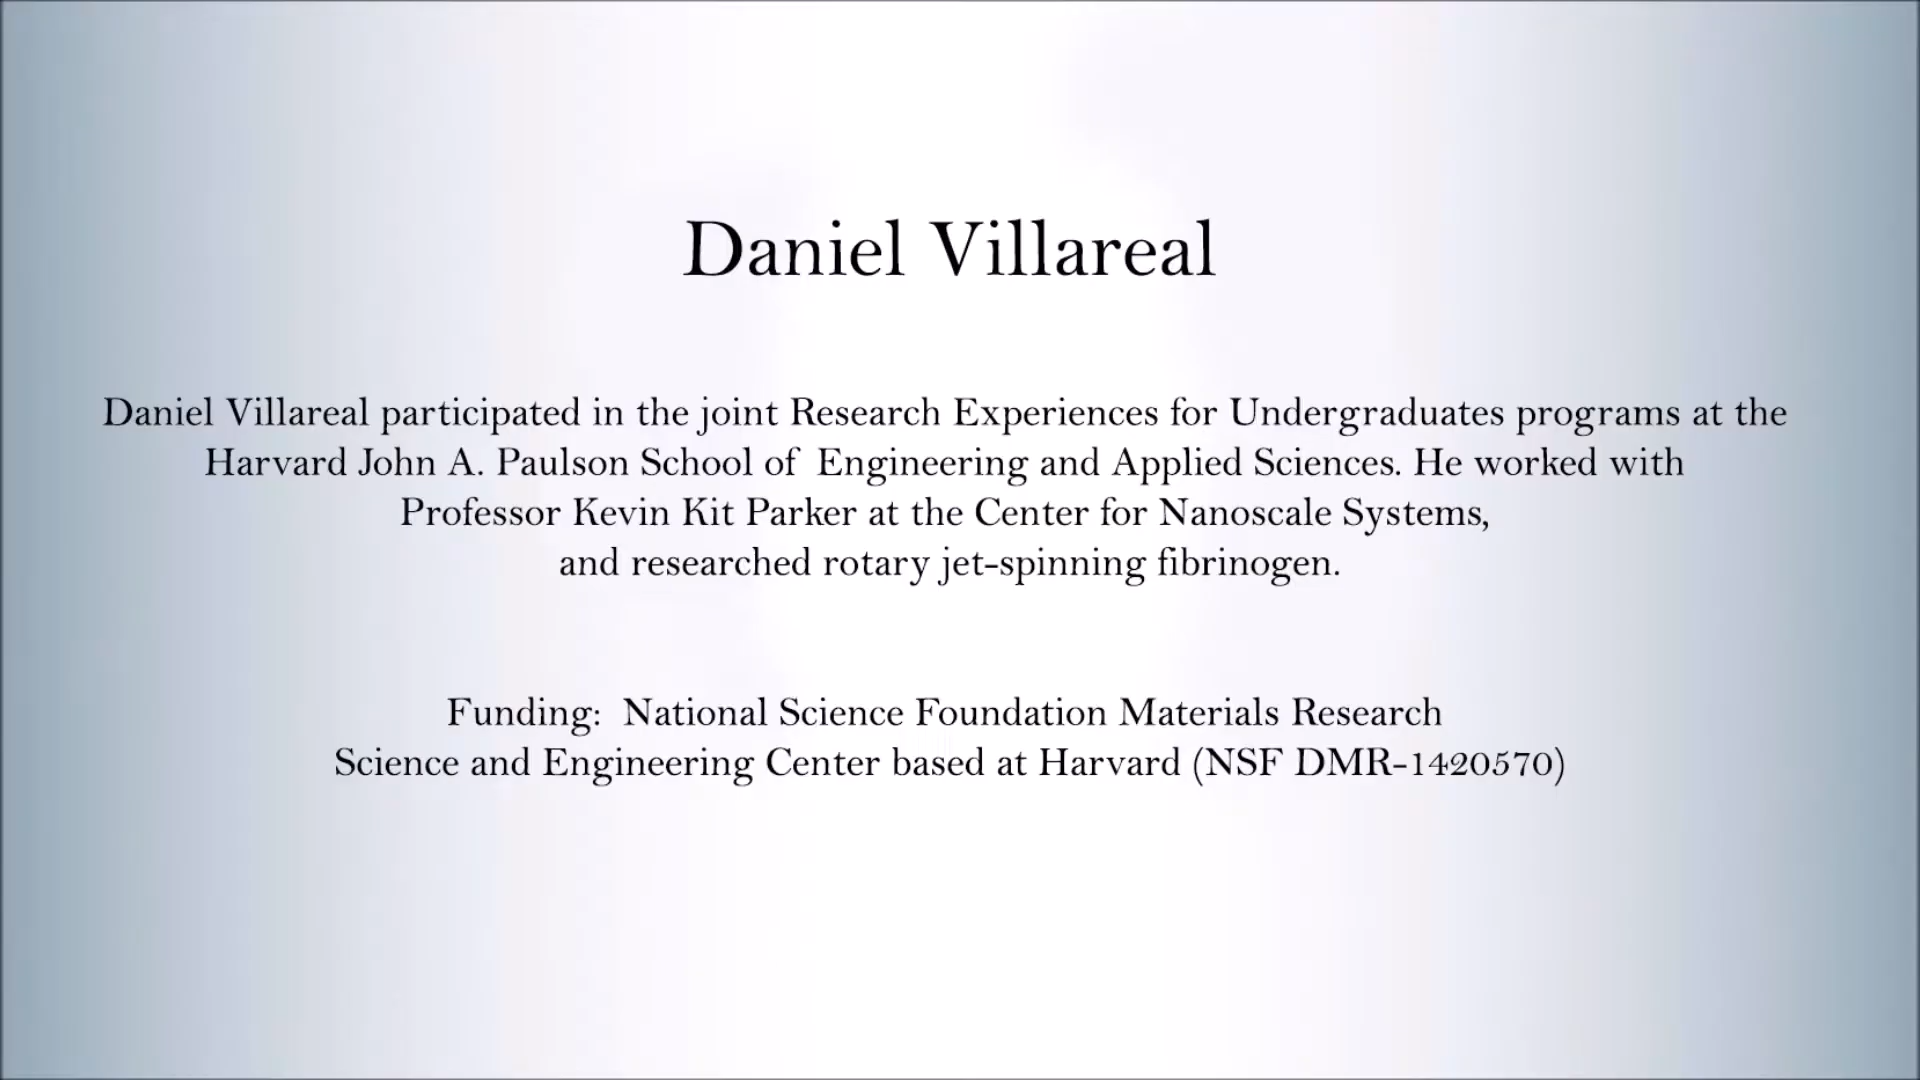 Daniel Villareal
Daniel Villareal participated in the joint Research Experiences for Undergraduates programs at the
Harvard John A. Paulson School of Engineering and Applied Sciences. He worked with
Professor Kevin Kit Parker at the Center for Nanoscale Systems,
and researched rotary jet-spinning fibrinogen.
Funding: National Science Foundation Materials Research
Science and Engineering Center based at Harvard (NSF DMR-1420570)